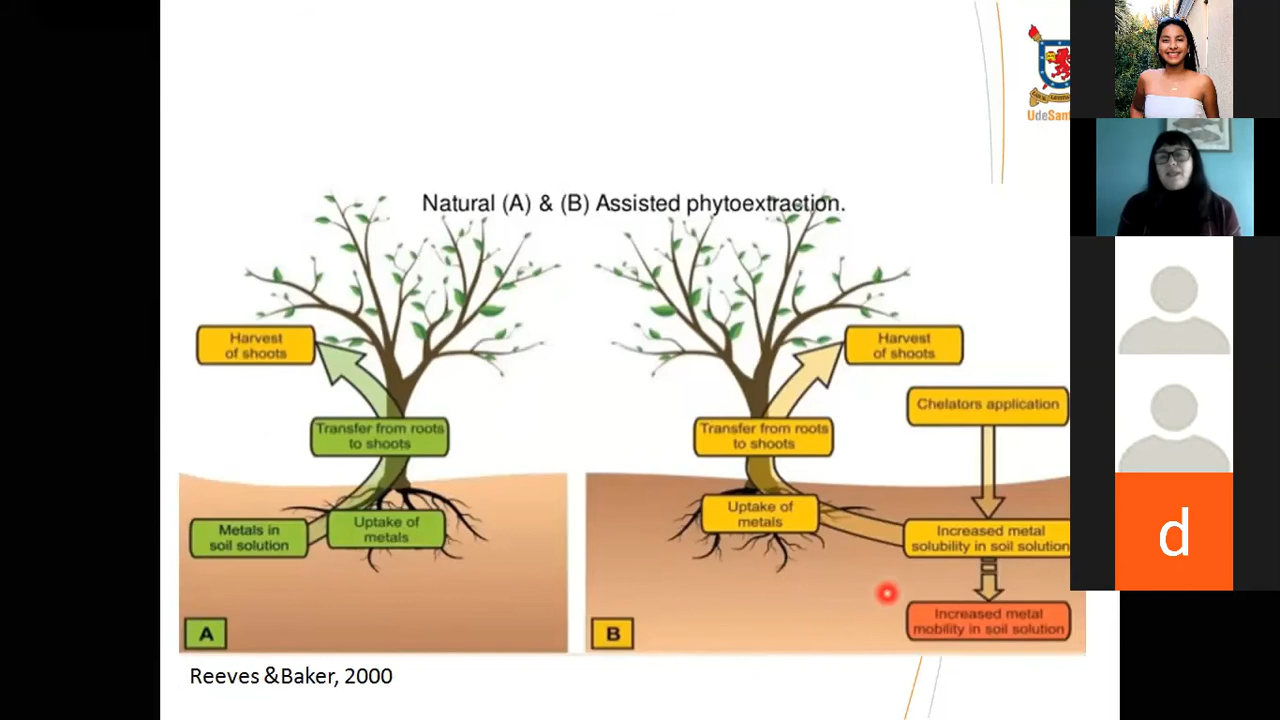 UdeSant
Natural (A) & (B) Assisted phytoextraction.
Harvest
of shoots
Transfer from roots
to shoots
Metals in
soil solution
Uptake of
metals
A
Harvest
of shoots
Chelators application
Transfer from roots
to shoots
Uptake of
metals
Increased metal
solubility in soil solution
Increased metal
mobility in soil solution
B
Reeves &Baker, 2000
d